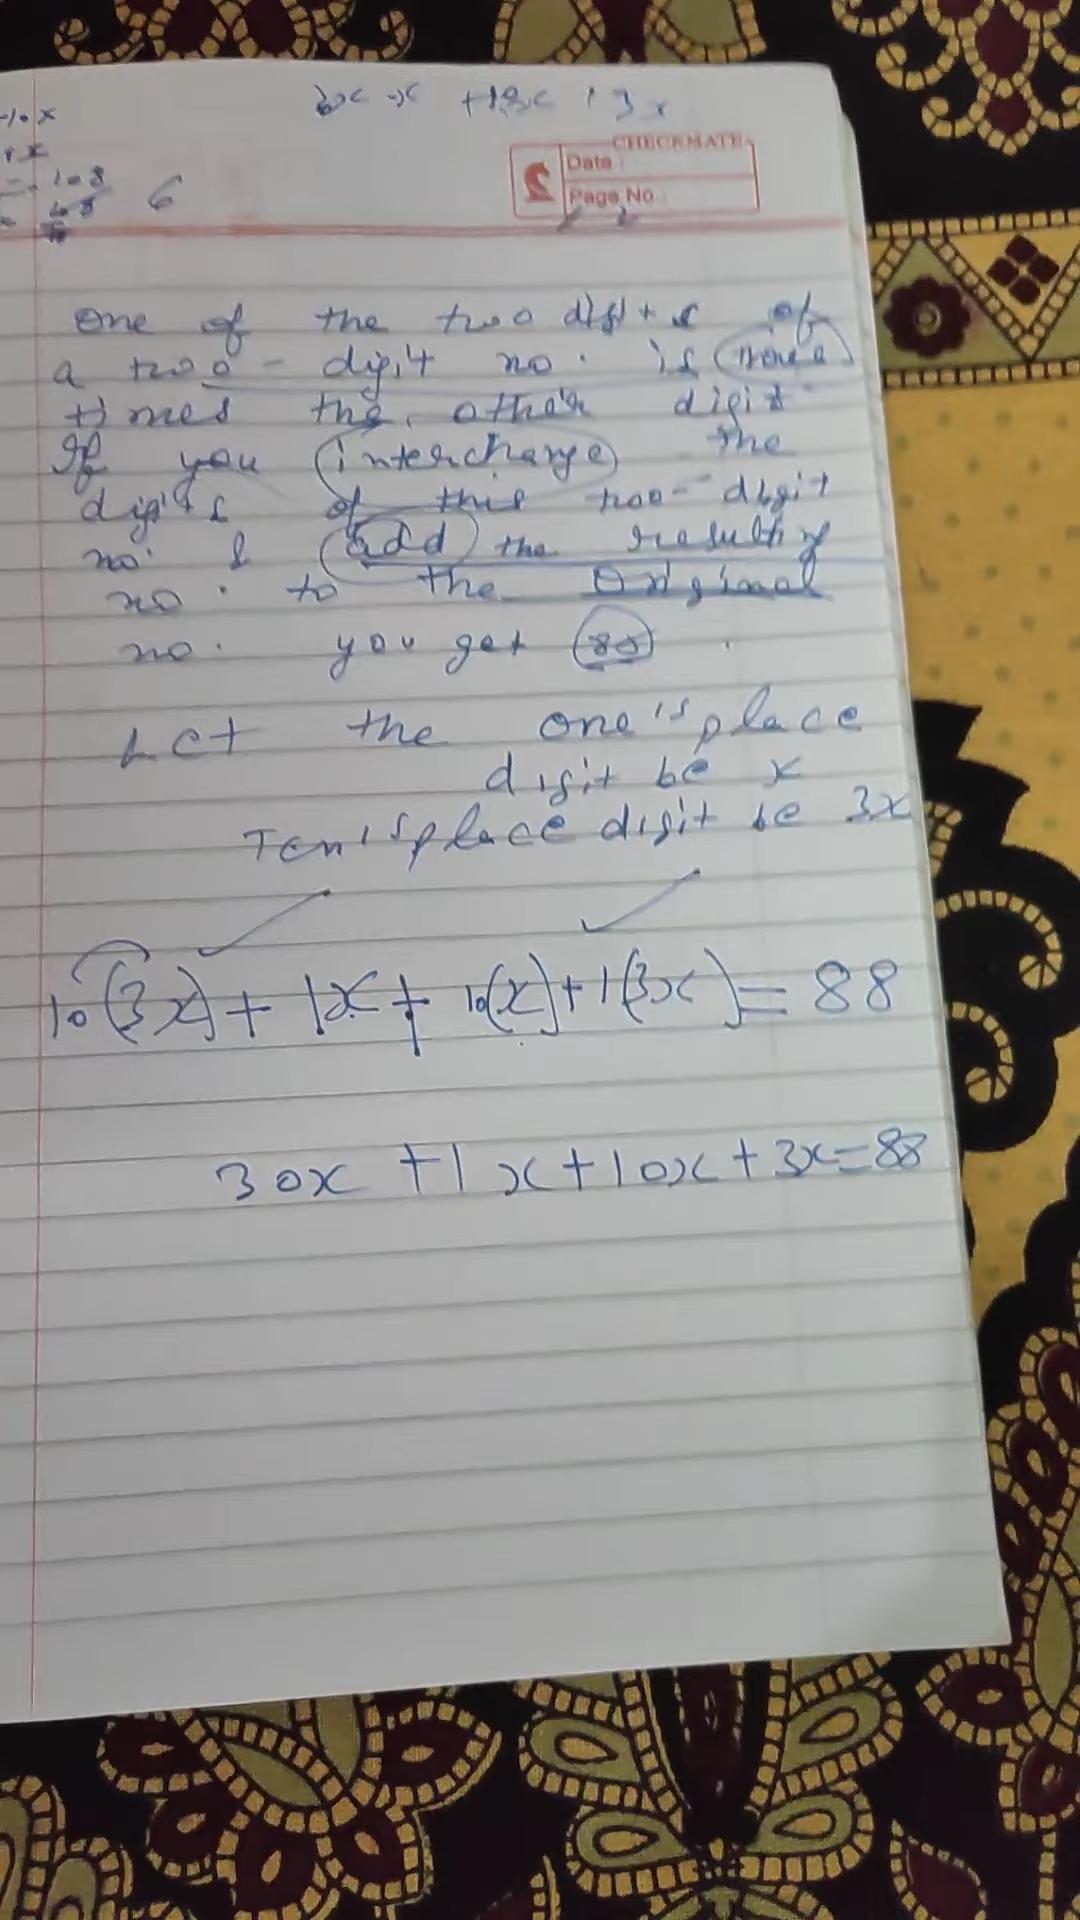 -10x
+x
6
CHECKMATE
2
Date :
Page No.:
One of the two digits of
a two-digit no. is three
times the other digit
If you interchange the
digits of this two-digit
no. & add the resulting
no. to the original
no. you get 88.
Let the one's place
digit be x
Ten's place digit be 3x
10(3x) + 1x + 10(x) + 1(3x) = 88
30x + 1x + 10x + 3x = 88